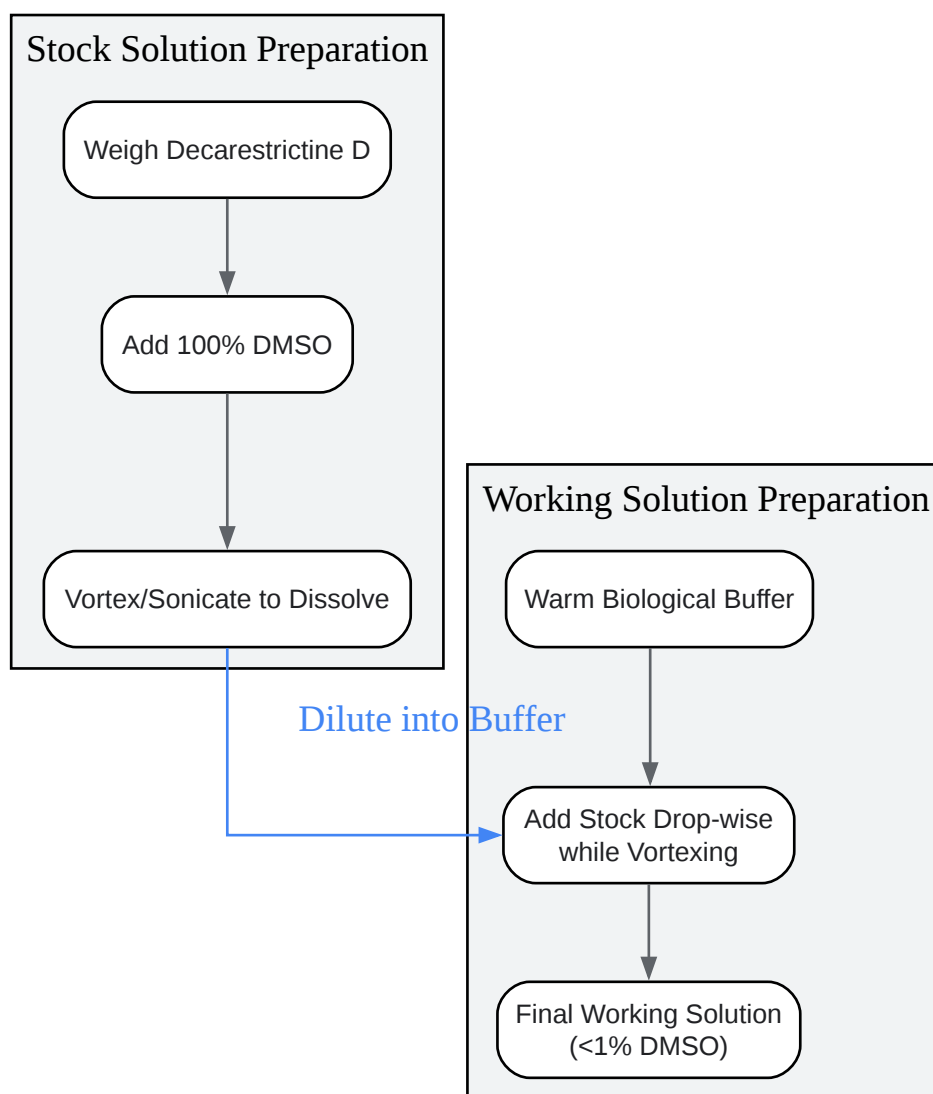 Stock Solution Preparation
Weigh Decarestrictine D
Add 100% DMSO
Vortex/Sonicate to Dissolve
Dilute into Buffer
Working Solution Preparation
Warm Biological Buffer
Add Stock Drop-wise
while Vortexing
Final Working Solution
(<1% DMSO)